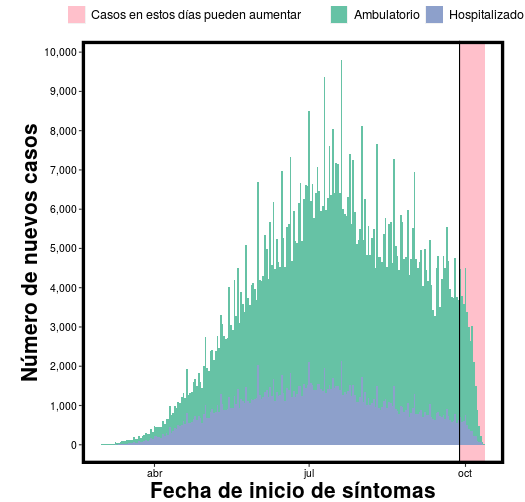 Casos en estos días pueden aumentar Ambulatorio Hospitalizado
Número de nuevos casos
10,000
9,000
8,000
7,000
6,000
5,000
4,000
3,000
2,000
1,000
0
abr jul oct
Fecha de inicio de síntomas